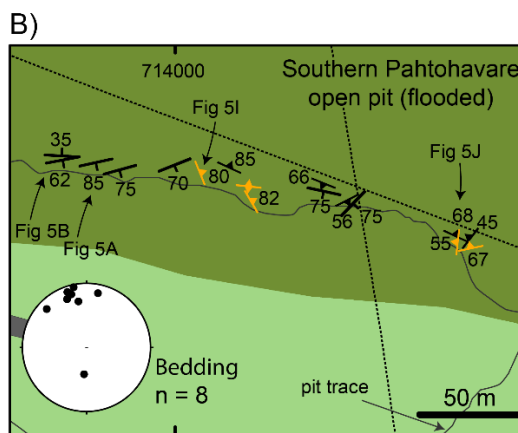 B)
714000
Southern Pahtohavare
open pit (flooded)
Fig 5I
Fig 5J
35
62
85
75
70
80
85
82
66
75
56
75
68
45
55
67
Fig 5B
Fig 5A
Bedding
n = 8
pit trace
50 m